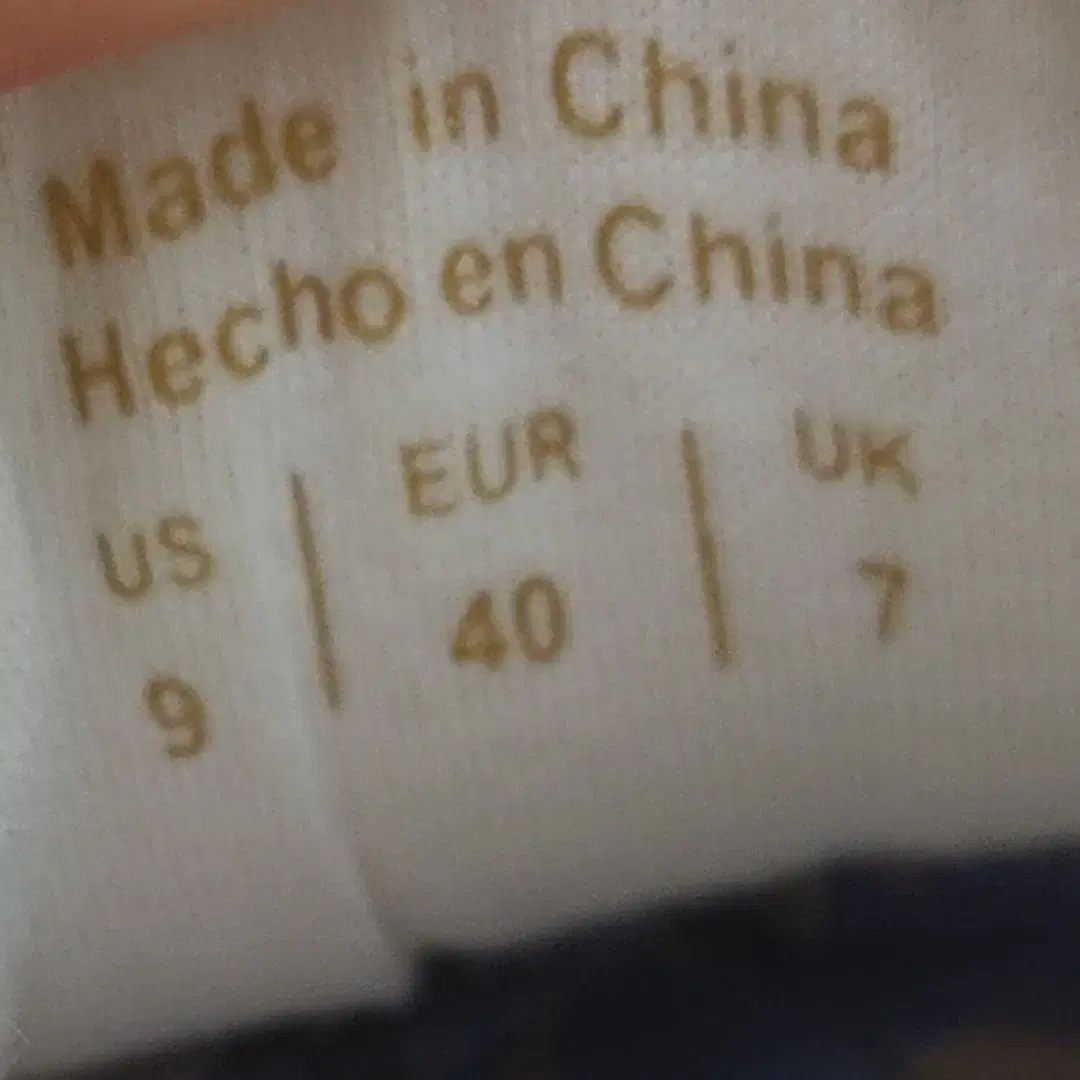 Made in China
Hecho en China
US | EUR | UK
9 | 40 | 7